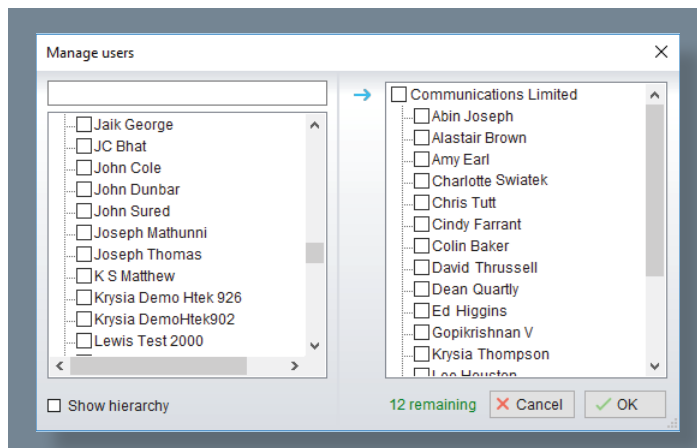 Manage users
Jaik George
JC Bhat
John Cole
John Dunbar
John Sured
Joseph Mathunni
Joseph Thomas
K S Matthew
Krysia Demo Htek 926
Krysia DemoHtek902
Lewis Test 2000
Show hierarchy
Communications Limited
Abin Joseph
Alastair Brown
Amy Earl
Charlotte Swiatek
Chris Tutt
Cindy Farrant
Colin Baker
David Thrussell
Dean Quartly
Ed Higgins
Gopikrishnan V
Krysia Thompson
Lee Houston
12 remaining Cancel OK